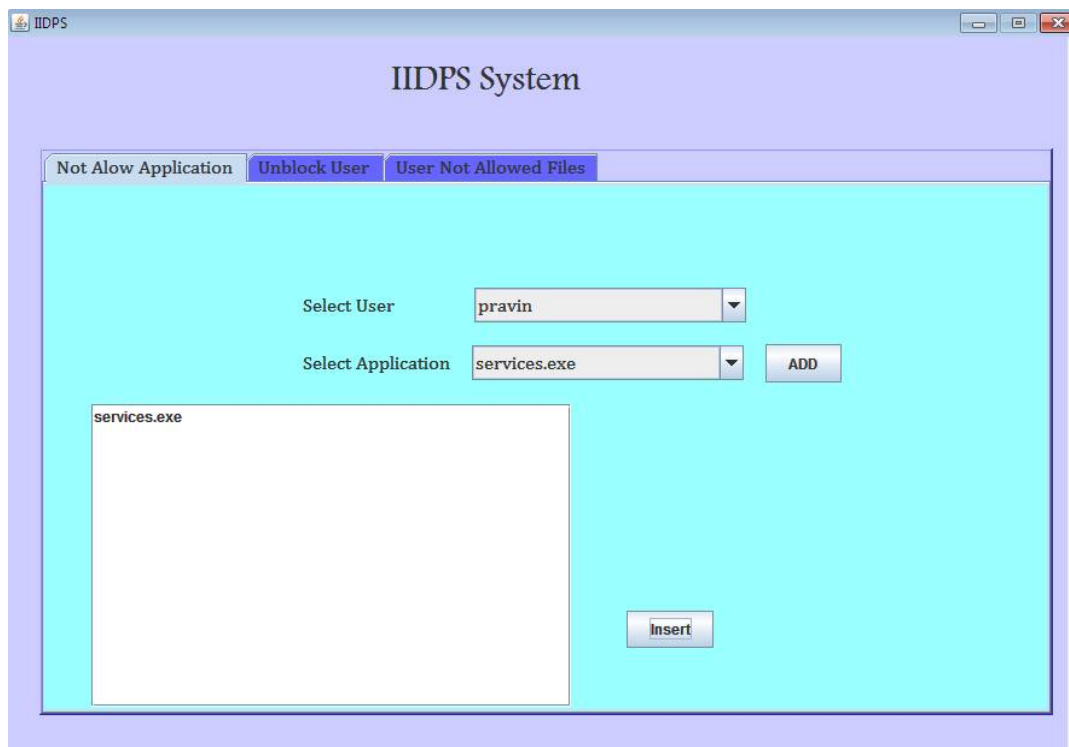 IIDPS
IIDPS System
Not Alow Application Unblock User User Not Allowed Files
Select User pravin
Select Application services.exe ADD
services.exe
Insert